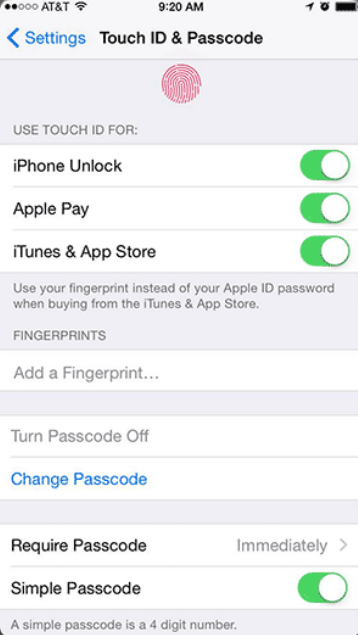 AT&T 9:20 AM
Settings Touch ID & Passcode
USE TOUCH ID FOR:
iPhone Unlock
Apple Pay
iTunes & App Store
Use your fingerprint instead of your Apple ID password
when buying from the iTunes & App Store.
FINGERPRINTS
Add a Fingerprint...
Turn Passcode Off
Change Passcode
Require Passcode Immediately
Simple Passcode
A simple passcode is a 4 digit number.